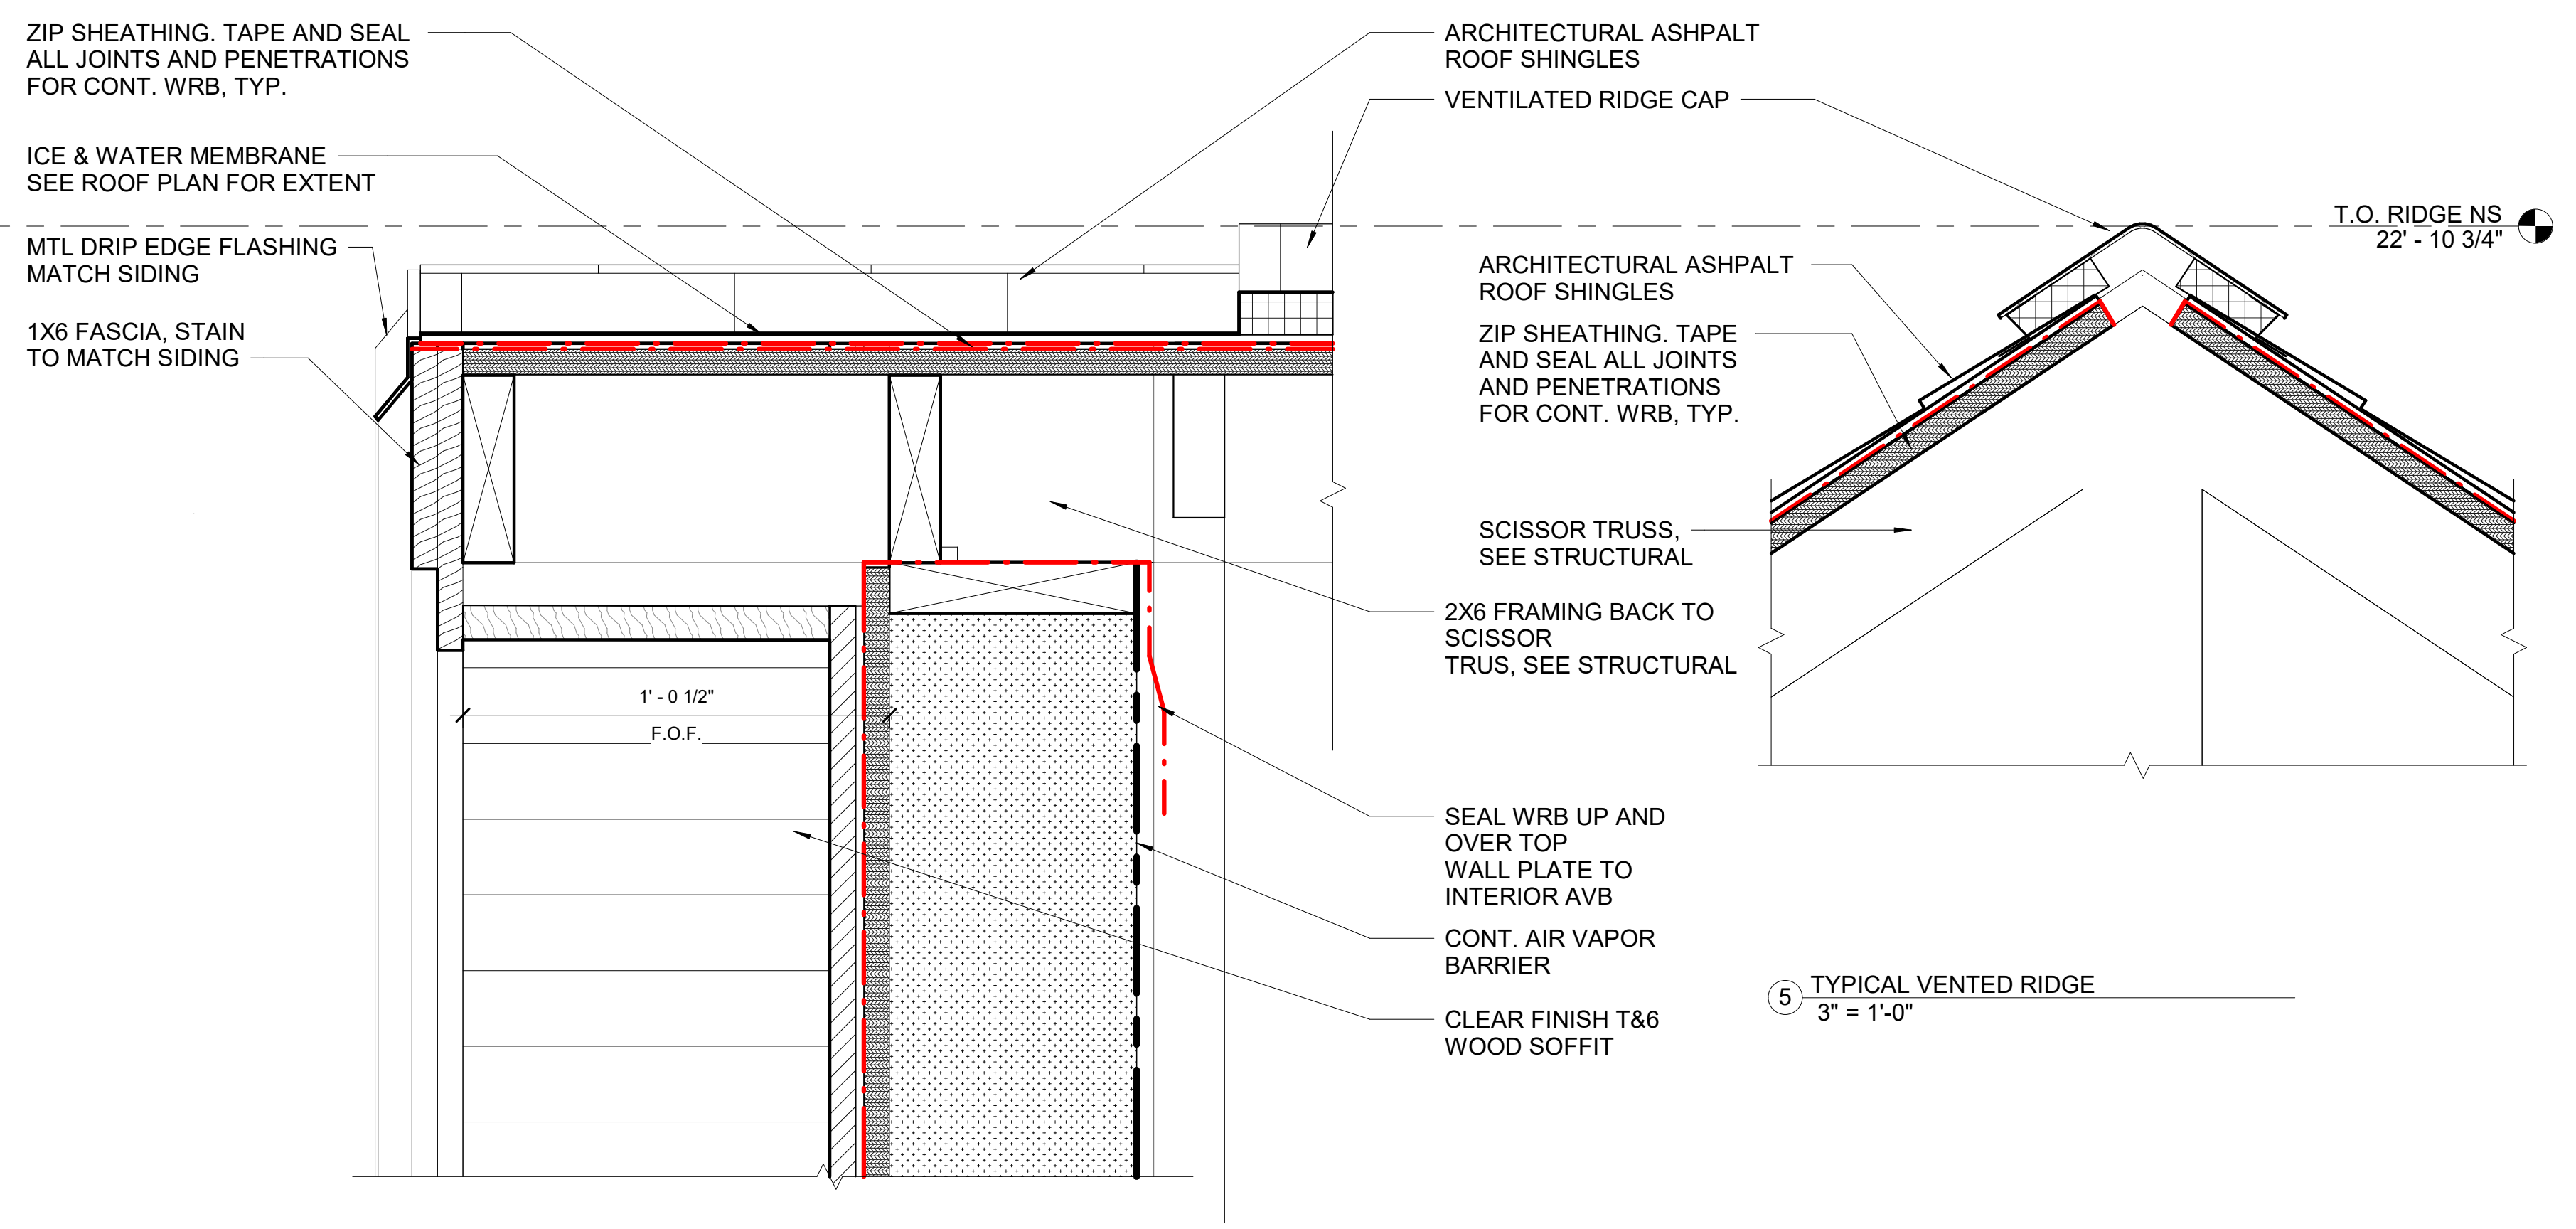 ZIP SHEATHING. TAPE AND SEAL
ALL JOINTS AND PENETRATIONS
FOR CONT. WRB, TYP.
ICE & WATER MEMBRANE
SEE ROOF PLAN FOR EXTENT
MTL DRIP EDGE FLASHING
MATCH SIDING
1X6 FASCIA, STAIN
TO MATCH SIDING
1' - 0 1/2"
F.O.F.
ARCHITECTURAL ASHPALT
ROOF SHINGLES
VENTILATED RIDGE CAP
T.O. RIDGE NS
22' - 10 3/4"
ARCHITECTURAL ASHPALT
ROOF SHINGLES
ZIP SHEATHING. TAPE
AND SEAL ALL JOINTS
AND PENETRATIONS
FOR CONT. WRB, TYP.
SCISSOR TRUSS,
SEE STRUCTURAL
2X6 FRAMING BACK TO
SCISSOR
TRUS, SEE STRUCTURAL
SEAL WRB UP AND
OVER TOP
WALL PLATE TO
INTERIOR AVB
CONT. AIR VAPOR
BARRIER
CLEAR FINISH T&6
WOOD SOFFIT
5
TYPICAL VENTED RIDGE
3" = 1'-0"